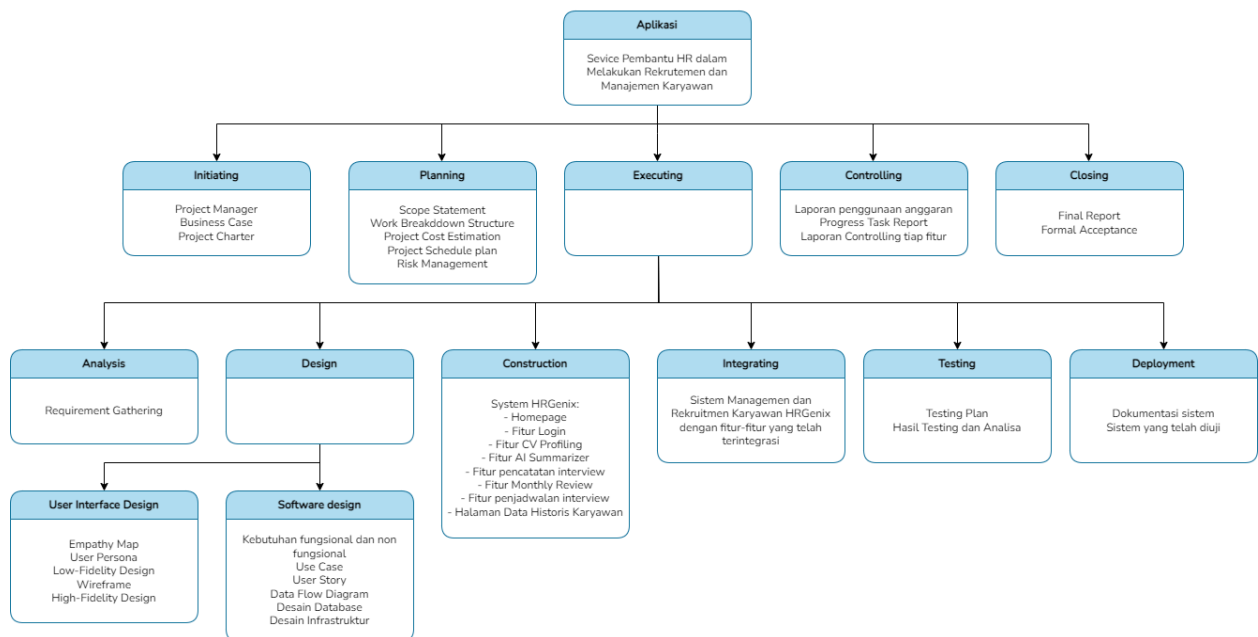 Aplikasi
Sevice Pembantu HR dalam
Melakukan Rekrutemen dan
Manajemen Karyawan
Initiating
Project Manager
Business Case
Project Charter
Planning
Scope Statement
Work Breakddown Structure
Project Cost Estimation
Project Schedule plan
Risk Management
Executing
Controlling
Laporan penggunaan anggaran
Progress Task Report
Laporan Controlling tiap fitur
Closing
Final Report
Formal Acceptance
Analysis
Requirement Gathering
Design
Construction
System HRGenix:
- Homepage
- Fitur Login
- Fitur CV Profiling
- Fitur AI Summarizer
- Fitur pencatatan interview
- Fitur Monthly Review
- Fitur penjadwalan interview
- Halaman Data Historis Karyawan
Integrating
Sistem Managemen dan
Rekruitmen Karyawan HRGenix
dengan fitur-fitur yang telah
terintegrasi
Testing
Testing Plan
Hasil Testing dan Analisa
Deployment
Dokumentasi sistem
Sistem yang telah diuji
User Interface Design
Empathy Map
User Persona
Low-Fidelity Design
Wireframe
High-Fidelity Design
Software design
Kebutuhan fungsional dan non
fungsional
Use Case
User Story
Data Flow Diagram
Desain Database
Desain Infrastruktur